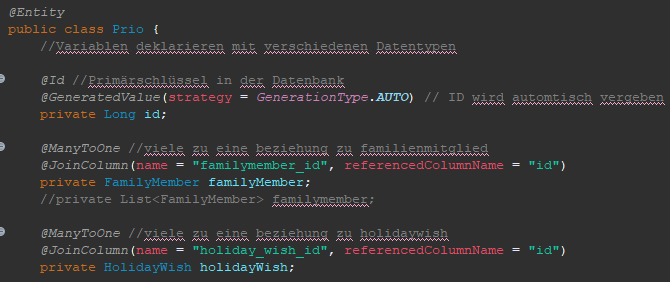 @Entity
public class Prio {
//Variablen deklarieren mit verschiedenen Datentypen
@Id //Primärschlüssel in der Datenbank
@GeneratedValue(strategy = GenerationType.AUTO) // ID wird automtisch vergeben
private Long id;
@ManyToOne //viele zu eine beziehung zu familienmitglied
@JoinColumn(name = "familymember_id", referencedColumnName = "id")
private FamilyMember familyMember;
//private List<FamilyMember> familymember;
@ManyToOne //viele zu eine beziehung zu holidaywish
@JoinColumn(name = "holiday_wish_id", referencedColumnName = "id")
private HolidayWish holidayWish;